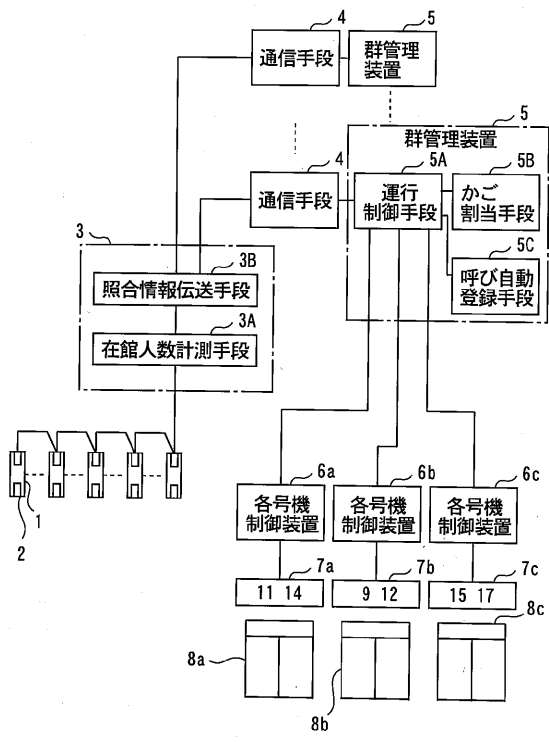 4
5
通信手段
群管理
装置
5
群管理装置
4
5A
5B
通信手段
運行
制御手段
かご
割当手段
5C
呼び自動
登録手段
3
3B
照合情報伝送手段
3A
在館人数計測手段
1
2
6a
6b
6c
各号機
制御装置
各号機
制御装置
各号機
制御装置
7a
7b
7c
11 14
9 12
15 17
8a
8b
8c